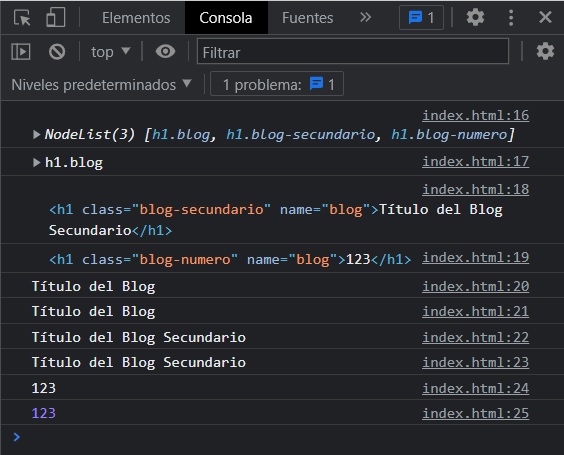 Elementos Consola Fuentes » 1
top Filtrar
Niveles predeterminados 1 problema: 1
index.html:16
NodeList(3) [h1.blog, h1.blog-secundario, h1.blog-numero]
h1.blog index.html:17
index.html:18
<h1 class="blog-secundario" name="blog">Título del Blog
Secundario</h1>
<h1 class="blog-numero" name="blog">123</h1> index.html:19
Título del Blog index.html:20
Título del Blog index.html:21
Título del Blog Secundario index.html:22
Título del Blog Secundario index.html:23
123 index.html:24
123 index.html:25
>